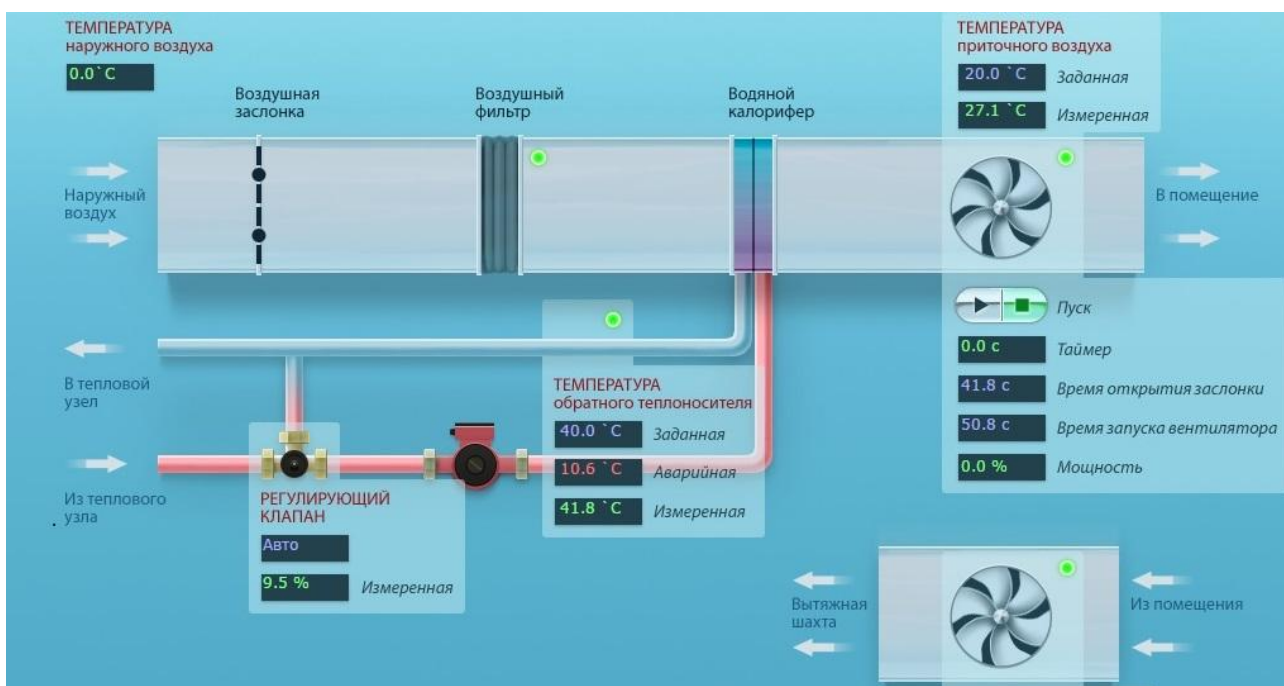 ТЕМПЕРАТУРА
наружного воздуха
0.0`C
Воздушная
заслонка
Воздушный
фильтр
Водяной
калорифер
ТЕМПЕРАТУРА
приточного воздуха
20.0 `C Заданная
27.1 `C Измеренная
Наружный
воздух
В помещение
Пуск
0.0 с Таймер
41.8 с Время открытия заслонки
50.8 с Время запуска вентилятора
0.0 % Мощность
В тепловой
узел
ТЕМПЕРАТУРА
обратного теплоносителя
40.0 `C Заданная
10.6 `C Аварийная
41.8 `C Измеренная
Из теплового
узла
.
РЕГУЛИРУЮЩИЙ
КЛАПАН
Авто
9.5 % Измеренная
Вытяжная
шахта
Из помещения